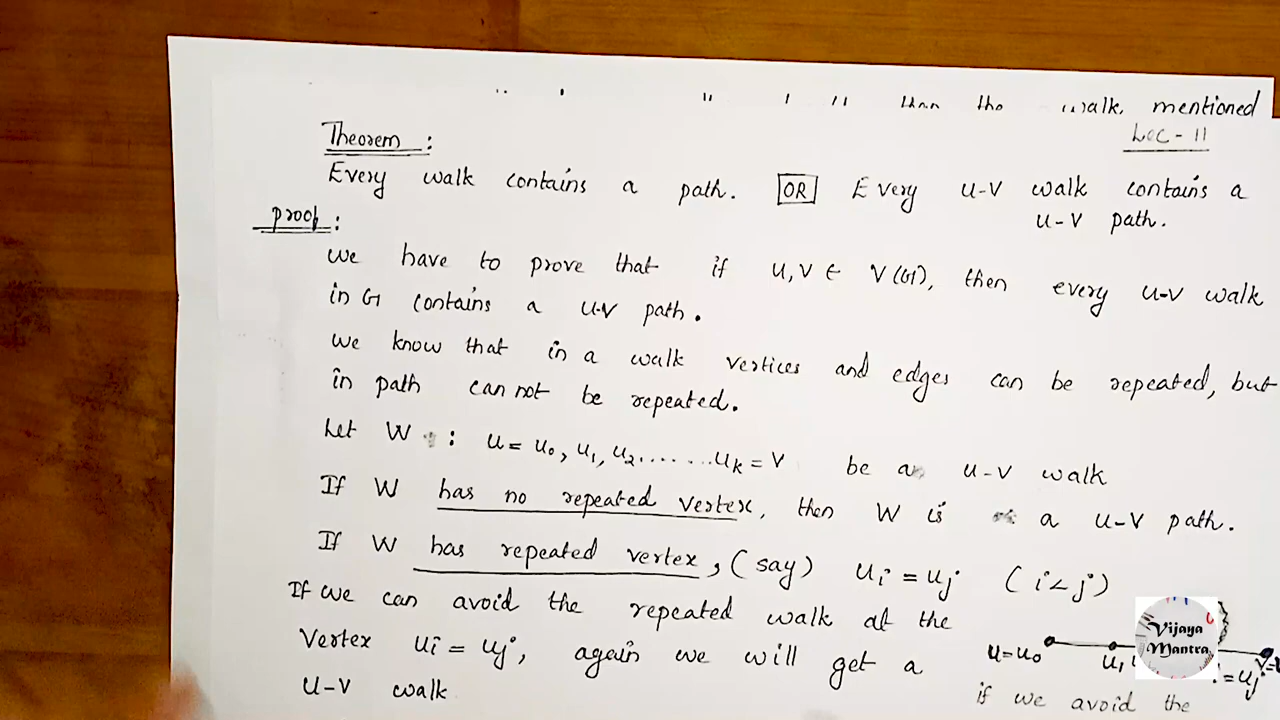 walk, mentioned
Lec - 11
Theorem :
Every walk contains a path. OR Every u-v walk contains a
u-v path.
proof :
we have to prove that if u, v ∈ V(G), then every u-v walk
in G contains a u-v path.
we know that in a walk vertices and edges can be repeated, but
in path can not be repeated.
Let W : u = u₀, u₁, u₂, ....... uₖ = v be a u-v walk
If W has no repeated vertex, then W is a u-v path.
If W has repeated vertex, (say) uᵢ = uⱼ (i < j)
If we can avoid the repeated walk at the
vertex uᵢ = uⱼ, again we will get a
u-v walk
u=u₀ u₁
= uⱼ
if we avoid the
Vijaya
Mantra